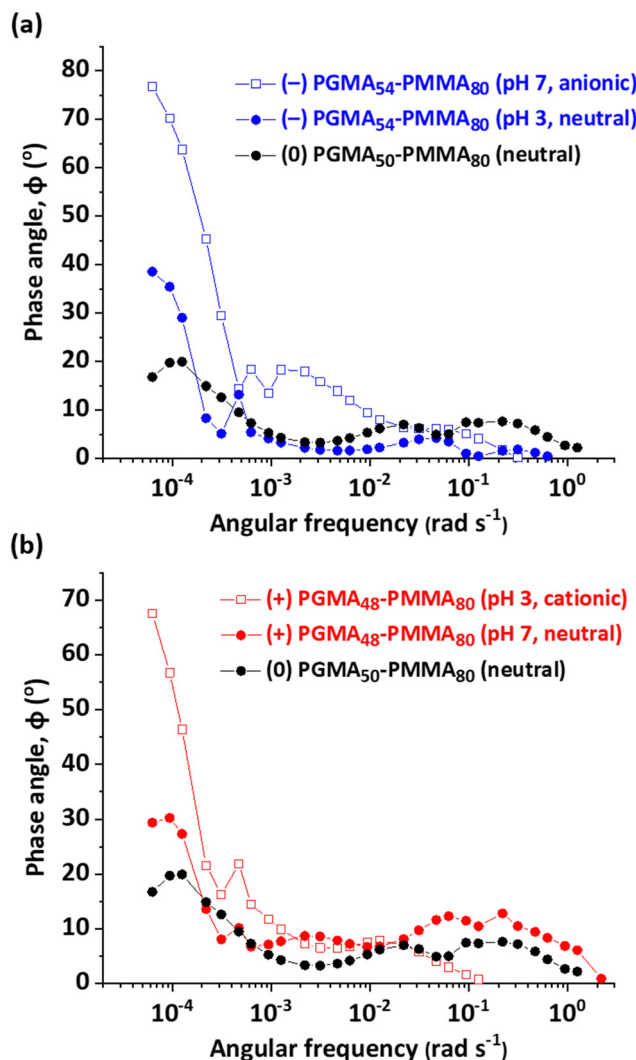 (a)
80
70
60
50
40
30
20
10
0
Phase angle, ϕ (º)
(−) PGMA₅₄-PMMA₈₀ (pH 7, anionic)
(−) PGMA₅₄-PMMA₈₀ (pH 3, neutral)
(0) PGMA₅₀-PMMA₈₀ (neutral)
10⁻⁴ 10⁻³ 10⁻² 10⁻¹ 10⁰
Angular frequency (rad s⁻¹)
(b)
70
60
50
40
30
20
10
0
Phase angle, ϕ (º)
(+) PGMA₄₈-PMMA₈₀ (pH 3, cationic)
(+) PGMA₄₈-PMMA₈₀ (pH 7, neutral)
(0) PGMA₅₀-PMMA₈₀ (neutral)
10⁻⁴ 10⁻³ 10⁻² 10⁻¹ 10⁰
Angular frequency (rad s⁻¹)